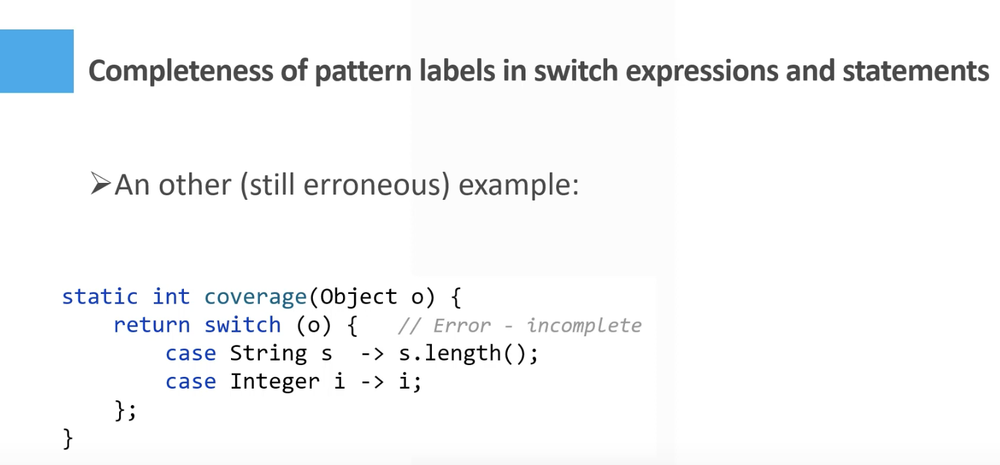 Completeness of pattern labels in switch expressions and statements
➢An other (still erroneous) example:
static int coverage(Object o) {
    return switch (o) {   // Error - incomplete
        case String s  -> s.length();
        case Integer i -> i;
    };
}